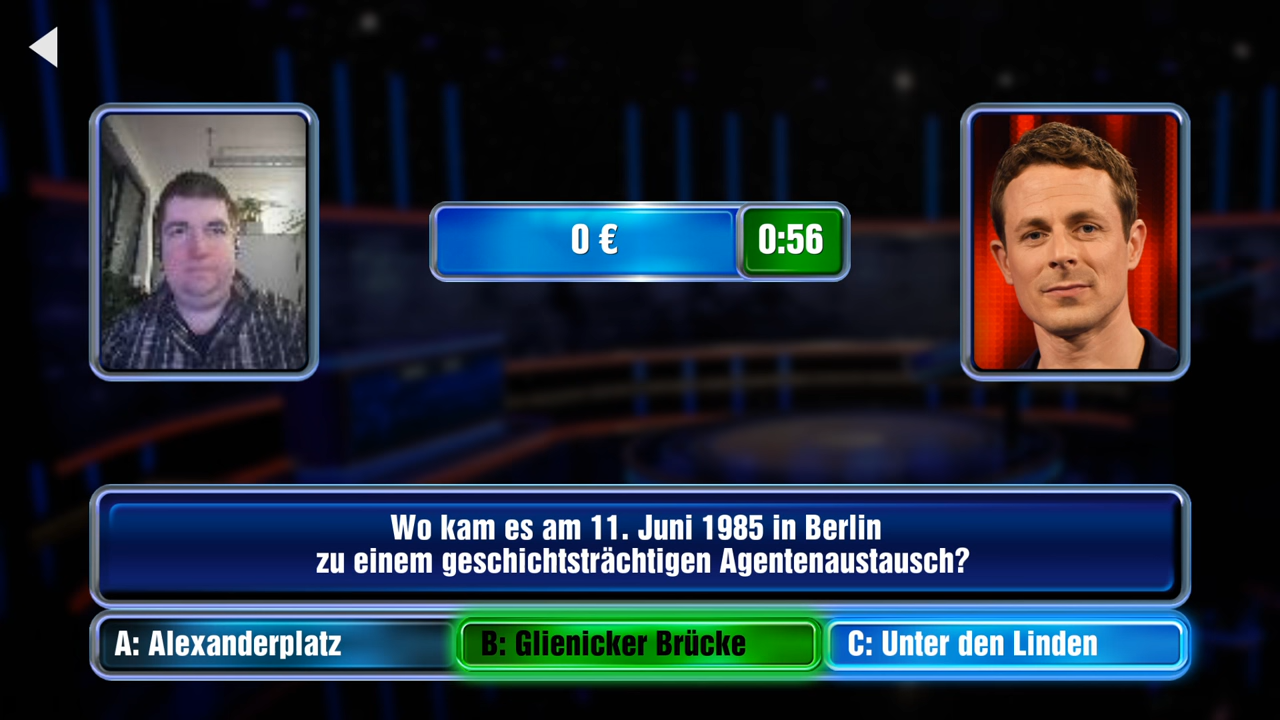 0 €
0:56
Wo kam es am 11. Juni 1985 in Berlin
zu einem geschichtsträchtigen Agentenaustausch?
A: Alexanderplatz
B: Glienicker Brücke
C: Unter den Linden